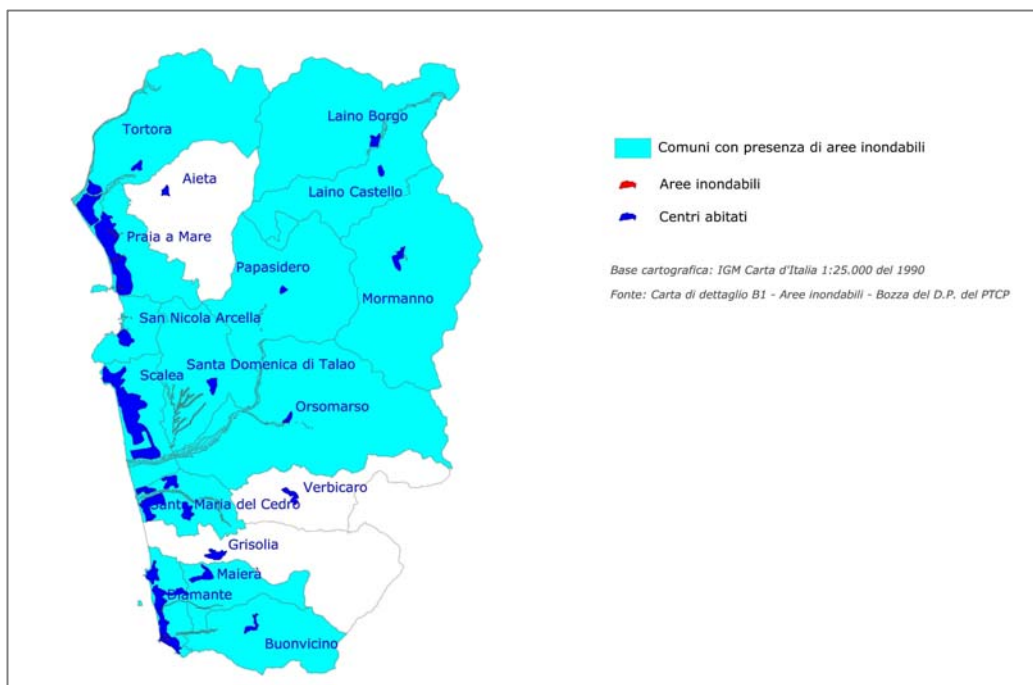 Laino Borgo
Tortora
Aieta
Laino Castello
Praia a Mare
Papasidero
Mormanno
San Nicola Arcella
Santa Domenica di Talao
Scalea
Orsomarso
Verbicaro
Santa Maria del Cedro
Grisolia
Maierà
Diamante
Buonvicino
Comuni con presenza di aree inondabili
Aree inondabili
Centri abitati
Base cartografica: IGM Carta d'Italia 1:25.000 del 1990
Fonte: Carta di dettaglio B1 - Aree inondabili - Bozza del D.P. del PTCP